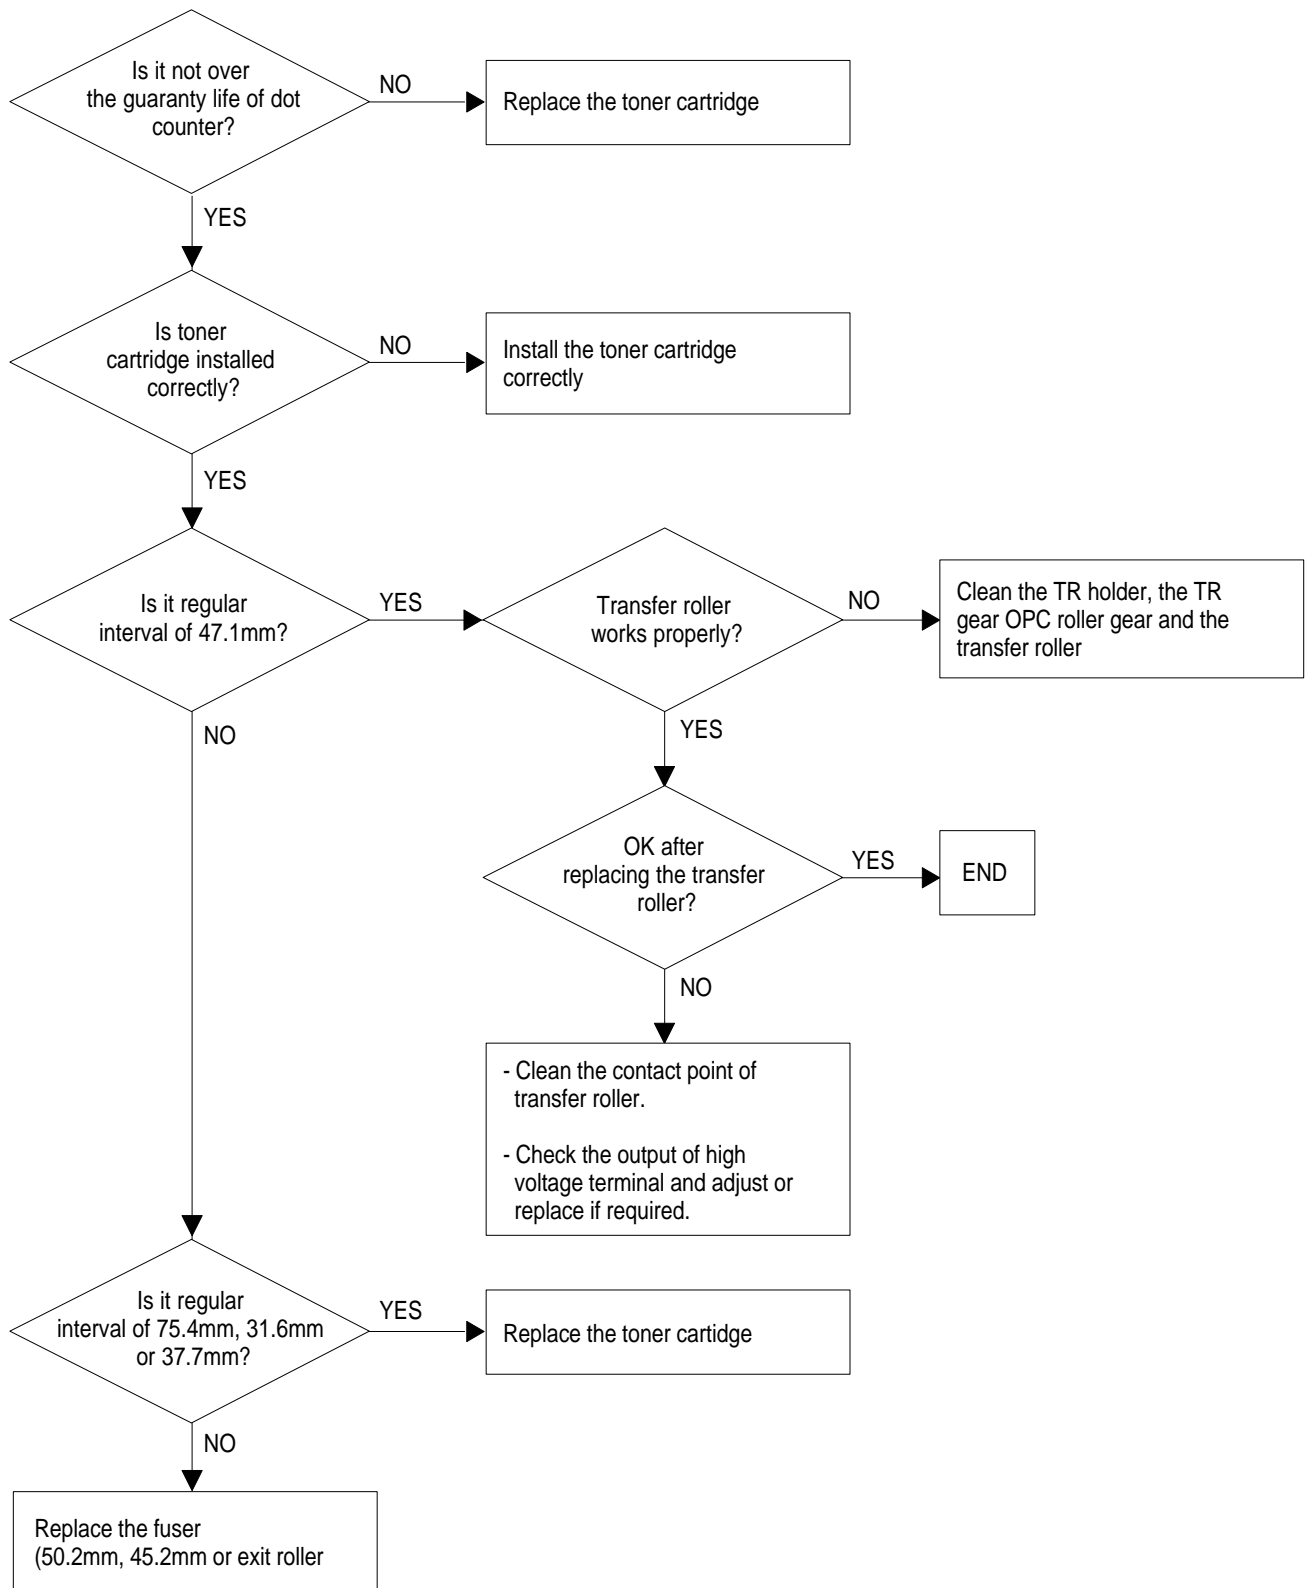 Is it not over
the guaranty life of dot
counter?
NO
Replace the toner cartridge
YES
Is toner
cartridge installed
correctly?
NO
Install the toner cartridge
correctly
YES
Is it regular
interval of 47.1mm?
YES
Transfer roller
works properly?
NO
Clean the TR holder, the TR
gear OPC roller gear and the
transfer roller
NO
YES
OK after
replacing the transfer
roller?
YES
END
NO
- Clean the contact point of
transfer roller.
- Check the output of high
voltage terminal and adjust or
replace if required.
Is it regular
interval of 75.4mm, 31.6mm
or 37.7mm?
YES
Replace the toner cartidge
NO
Replace the fuser
(50.2mm, 45.2mm or exit roller